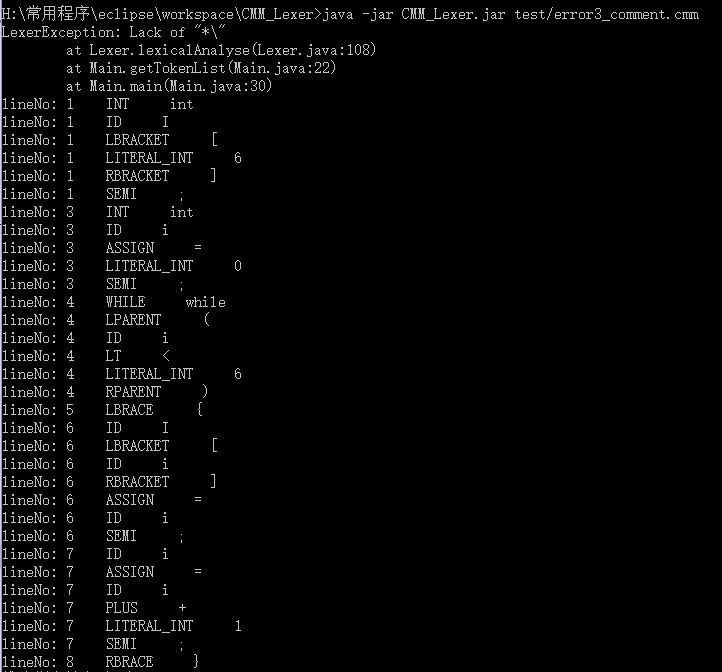 H:\常用程序\eclipse\workspace\CMM_Lexer>java -jar CMM_Lexer.jar test/error3_comment.cmm
LexerException: Lack of "*\"
        at Lexer.lexicalAnalyse(Lexer.java:108)
        at Main.getTokenList(Main.java:22)
        at Main.main(Main.java:30)
lineNo: 1    INT     int
lineNo: 1    ID     I
lineNo: 1    LBRACKET     [
lineNo: 1    LITERAL_INT     6
lineNo: 1    RBRACKET     ]
lineNo: 1    SEMI     ;
lineNo: 3    INT     int
lineNo: 3    ID     i
lineNo: 3    ASSIGN     =
lineNo: 3    LITERAL_INT     0
lineNo: 3    SEMI     ;
lineNo: 4    WHILE     while
lineNo: 4    LPARENT     (
lineNo: 4    ID     i
lineNo: 4    LT     <
lineNo: 4    LITERAL_INT     6
lineNo: 4    RPARENT     )
lineNo: 5    LBRACE     {
lineNo: 6    ID     I
lineNo: 6    LBRACKET     [
lineNo: 6    ID     i
lineNo: 6    RBRACKET     ]
lineNo: 6    ASSIGN     =
lineNo: 6    ID     i
lineNo: 6    SEMI     ;
lineNo: 7    ID     i
lineNo: 7    ASSIGN     =
lineNo: 7    ID     i
lineNo: 7    PLUS     +
lineNo: 7    LITERAL_INT     1
lineNo: 7    SEMI     ;
lineNo: 8    RBRACE     }